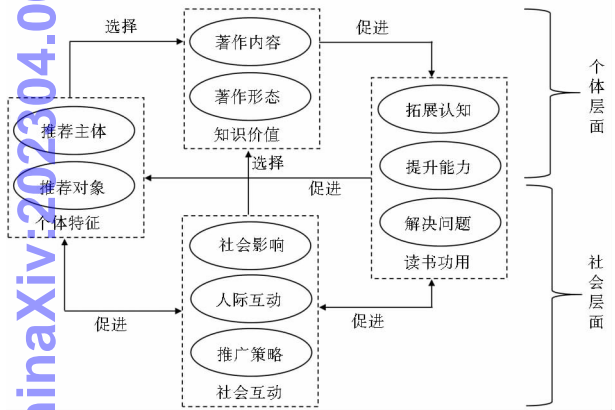 选择
促进
著作内容
著作形态
知识价值
推荐主体
推荐对象
个体特征
拓展认知
提升能力
解决问题
读书功用
选择
促进
社会影响
人际互动
推广策略
社会互动
促进
促进
个体层面
社会层面
inaXiv:202304.0